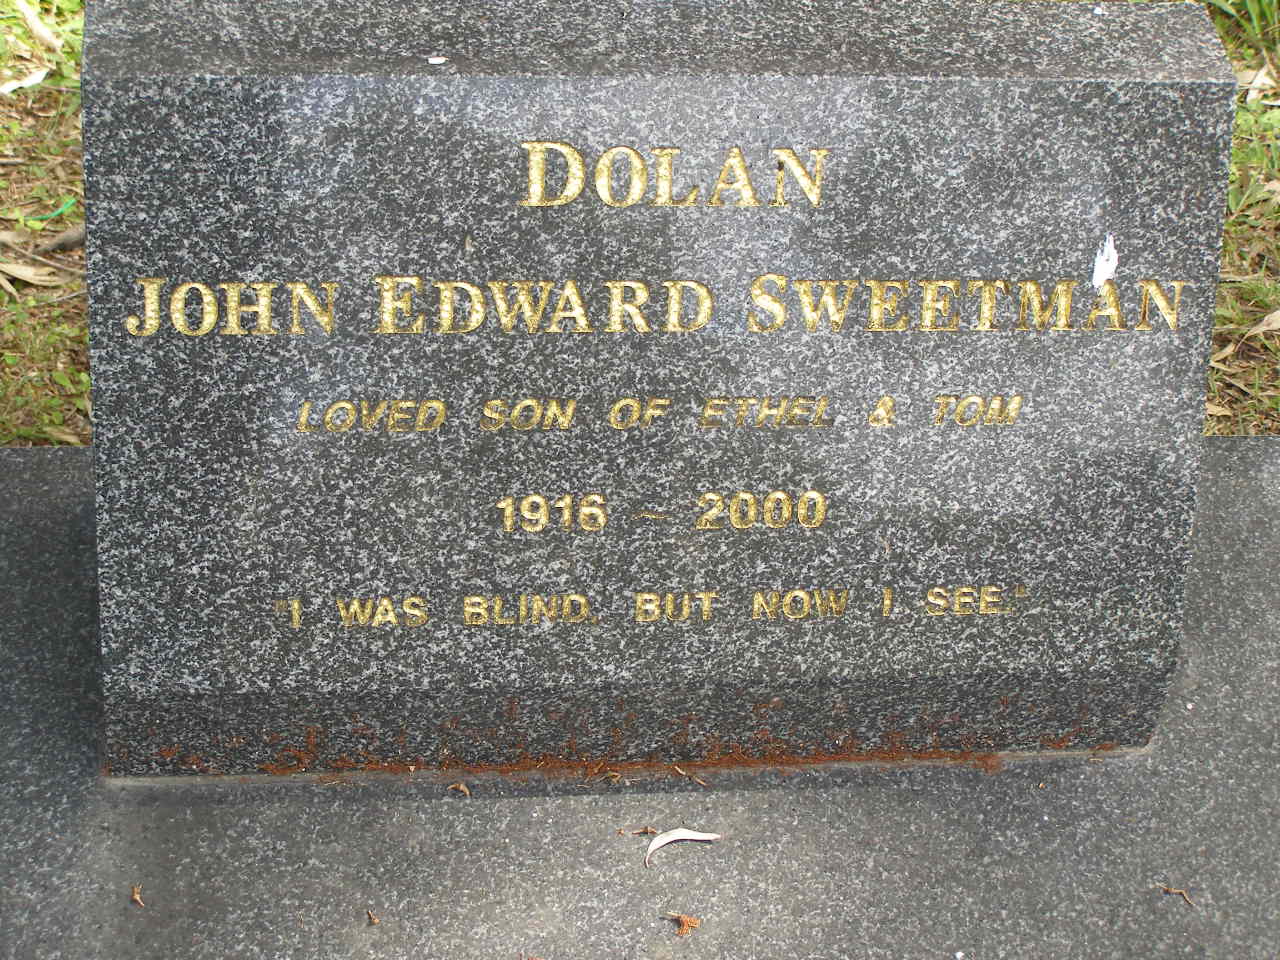 DOLAN
JOHN EDWARD SWEETMAN
LOVED SON OF ETHEL & TOM
1916 ~ 2000
"I WAS BLIND, BUT NOW I SEE."